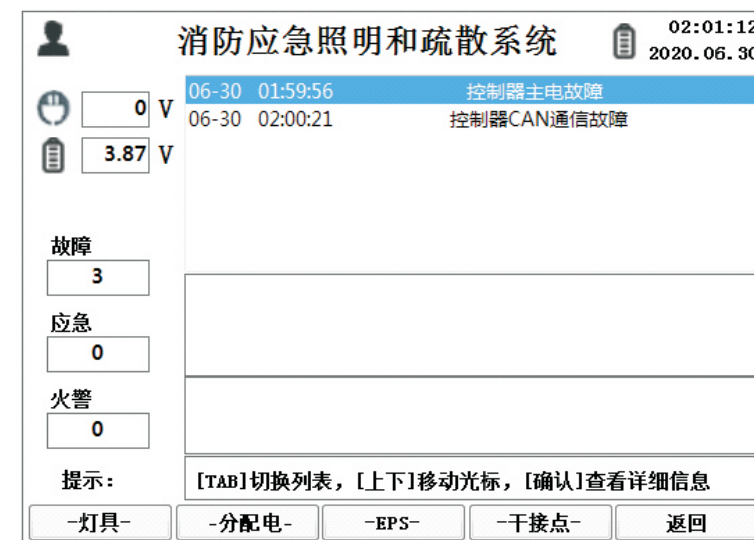 消防应急照明和疏散系统
02:01:12
2020.06.30
0 V
3.87 V
06-30 01:59:56 控制器主电故障
06-30 02:00:21 控制器CAN通信故障
故障
3
应急
0
火警
0
提示:
[TAB]切换列表，[上下]移动光标，[确认]查看详细信息
-灯具-
-分配电-
-EPS-
-干接点-
返回